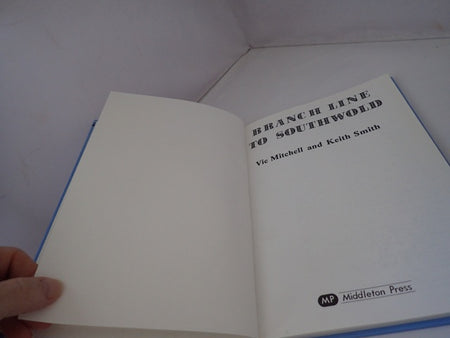 BRANCH LINE
TO SOUTHWOLD
Vic Mitchell and Keith Smith
MP Middleton Press